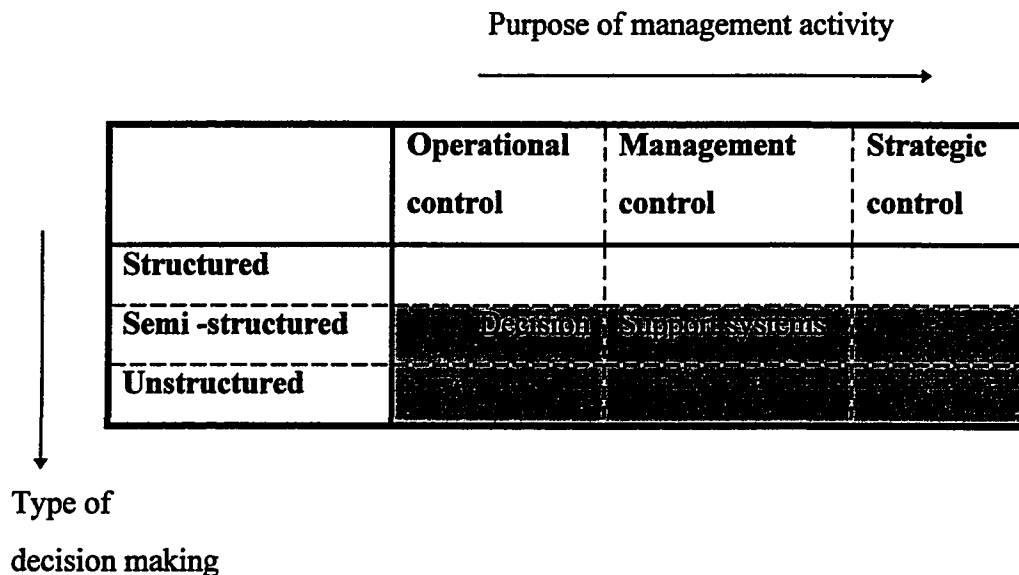 Purpose of management activity
Operational Management Strategic
control control control
Structured
Semi -structured Decision Support systems
Unstructured
Type of
decision making